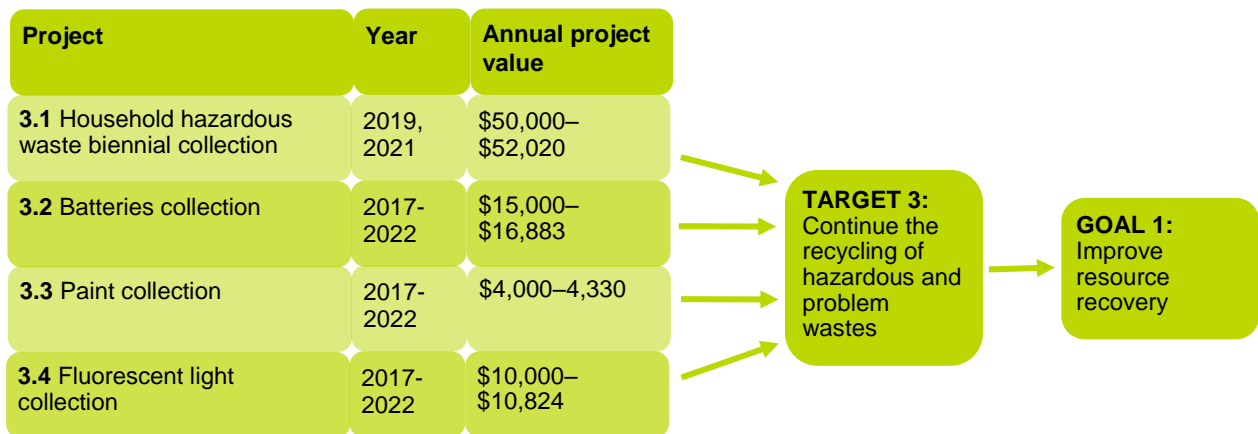 Project
Year
Annual project
value
3.1 Household hazardous
waste biennial collection
2019,
2021
$50,000–
$52,020
3.2 Batteries collection
2017-
2022
$15,000–
$16,883
3.3 Paint collection
2017-
2022
$4,000–4,330
3.4 Fluorescent light
collection
2017-
2022
$10,000–
$10,824
TARGET 3:
Continue the
recycling of
hazardous and
problem
wastes
GOAL 1:
Improve
resource
recovery